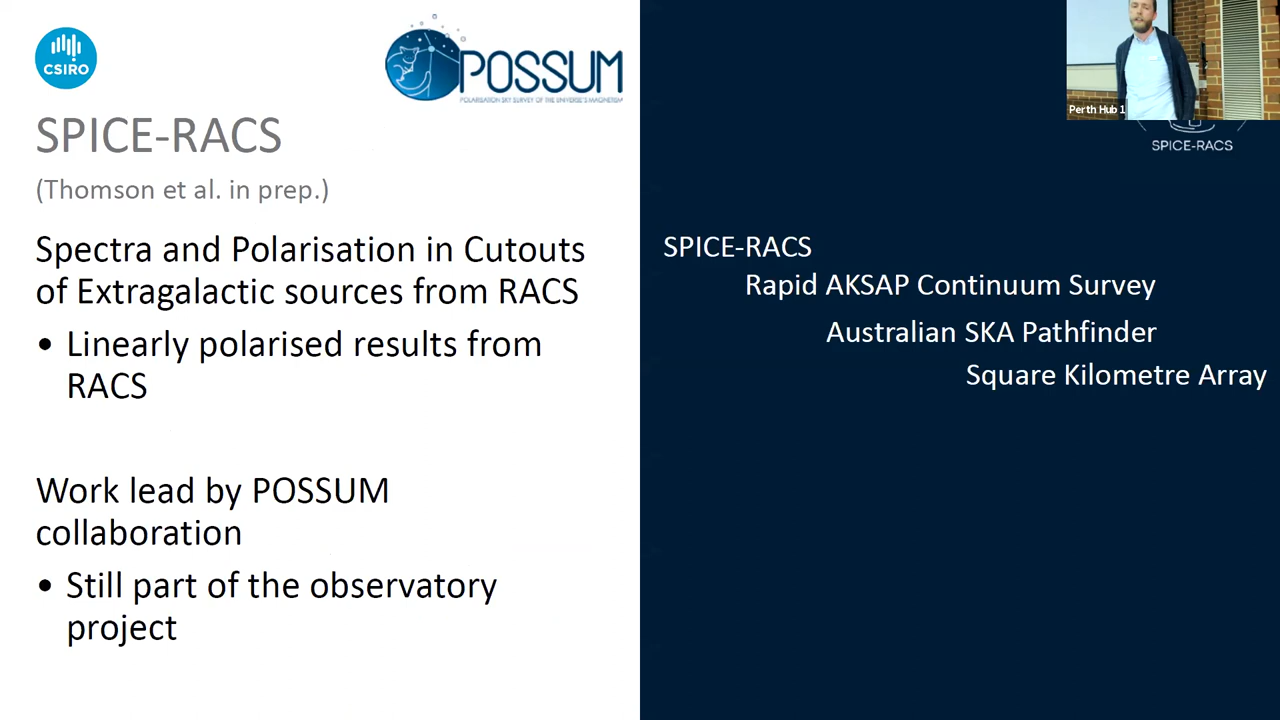 CSIRO
POSSUM
POLARISATION SKY SURVEY OF THE UNIVERSE'S MAGNETISM
SPICE-RACS
(Thomson et al. in prep.)
Spectra and Polarisation in Cutouts
of Extragalactic sources from RACS
• Linearly polarised results from
RACS
Work lead by POSSUM
collaboration
• Still part of the observatory
project
Perth Hub 1
SPICE-RACS
SPICE-RACS
Rapid AKSAP Continuum Survey
Australian SKA Pathfinder
Square Kilometre Array